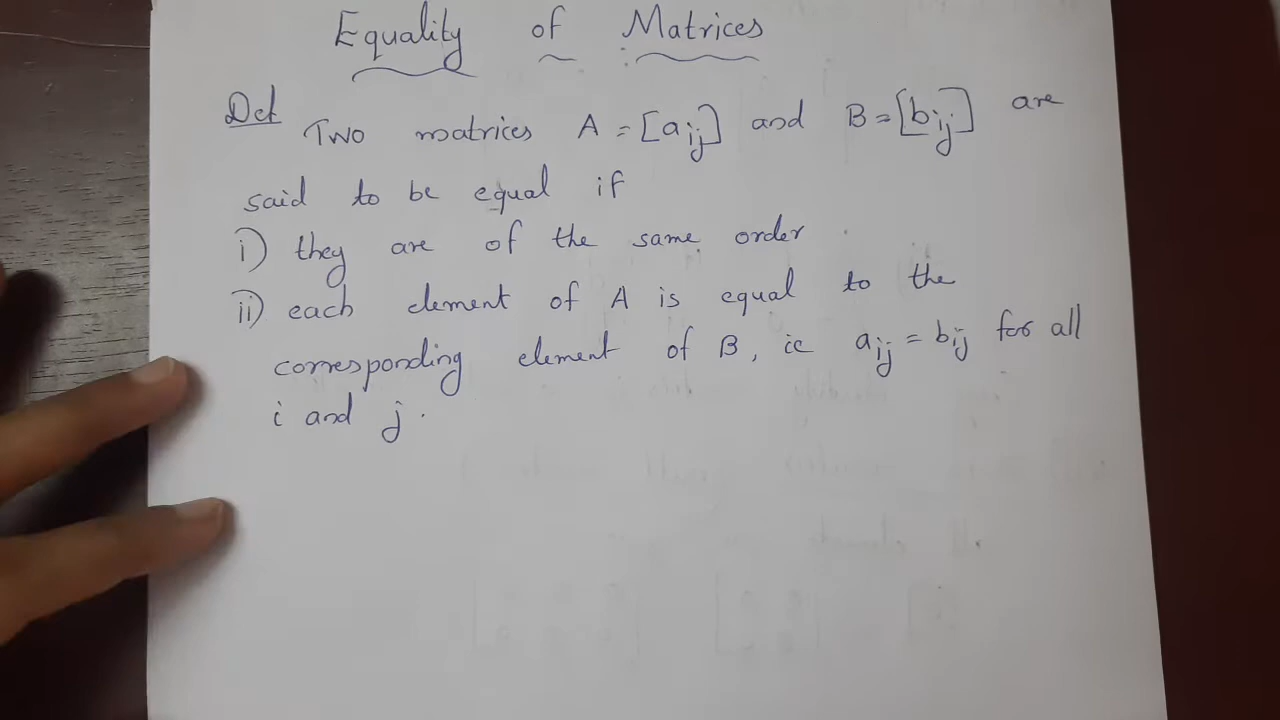 Equality of Matrices
Def Two matrices A = [aij] and B = [bij] are
said to be equal if
i) they are of the same order
ii) each element of A is equal to the
corresponding element of B, ie aij = bij for all
i and j.